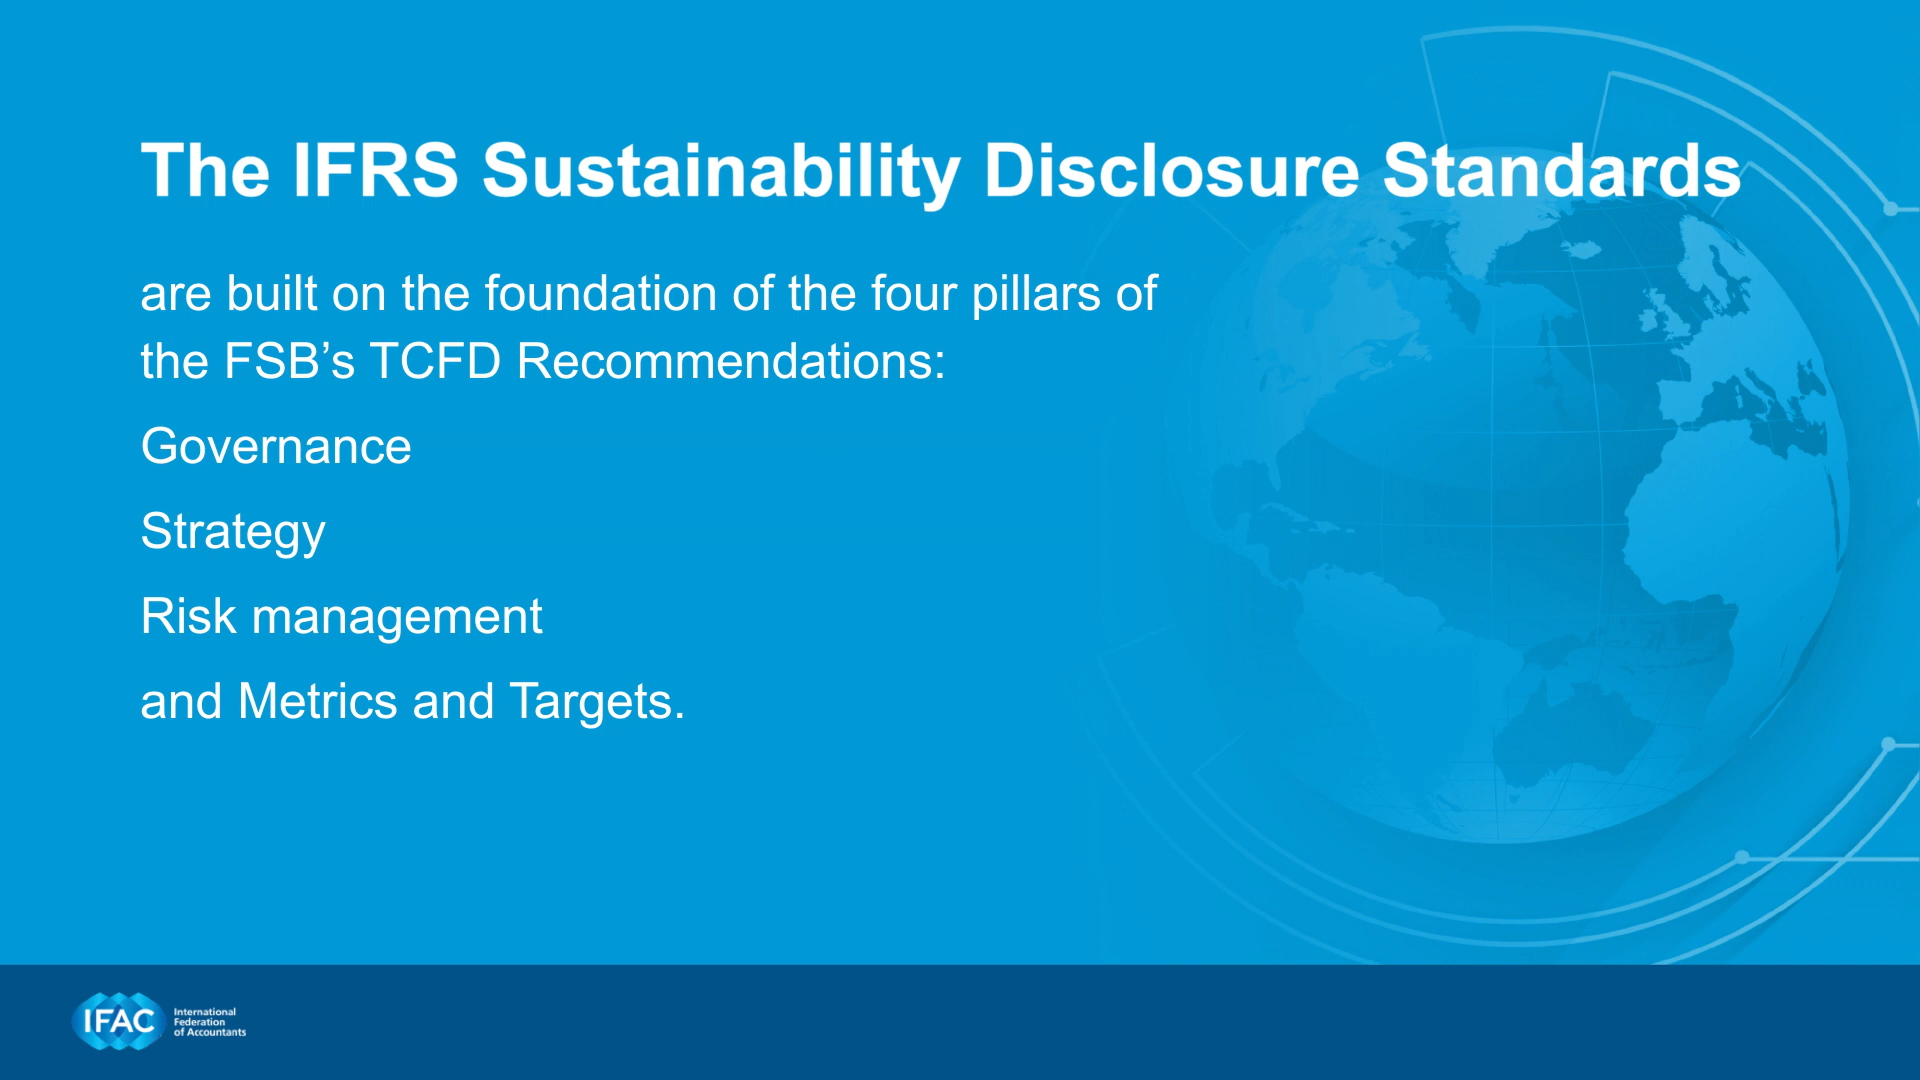 The IFRS Sustainability Disclosure Standards
are built on the foundation of the four pillars of
the FSB’s TCFD Recommendations:
Governance
Strategy
Risk management
and Metrics and Targets.
IFAC
International
Federation
of Accountants